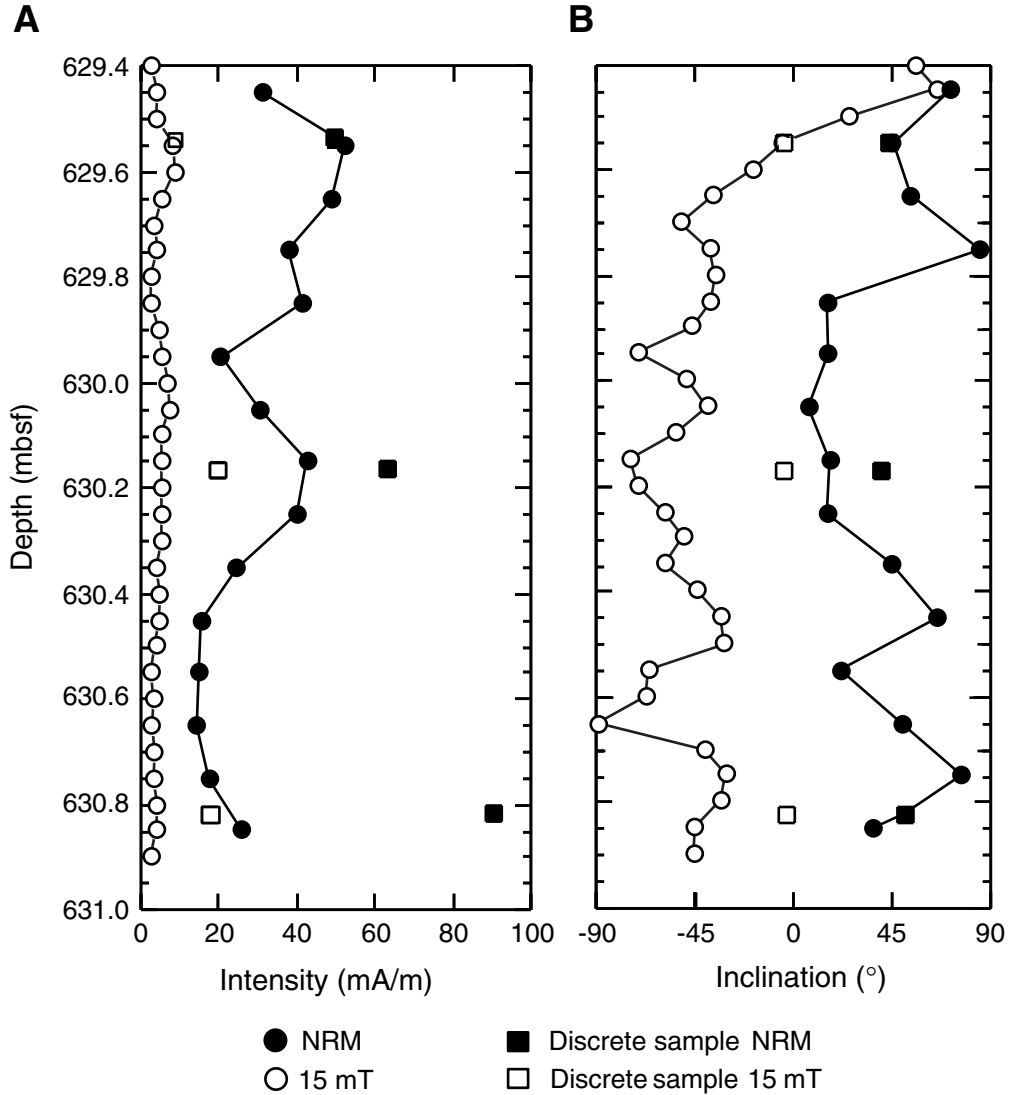 A B
629.4
629.6
629.8
630.0
630.2
630.4
630.6
630.8
631.0
Depth (mbsf)
0 20 40 60 80 100 -90 -45 0 45 90
Intensity (mA/m) Inclination (°)
NRM Discrete sample NRM
15 mT Discrete sample 15 mT